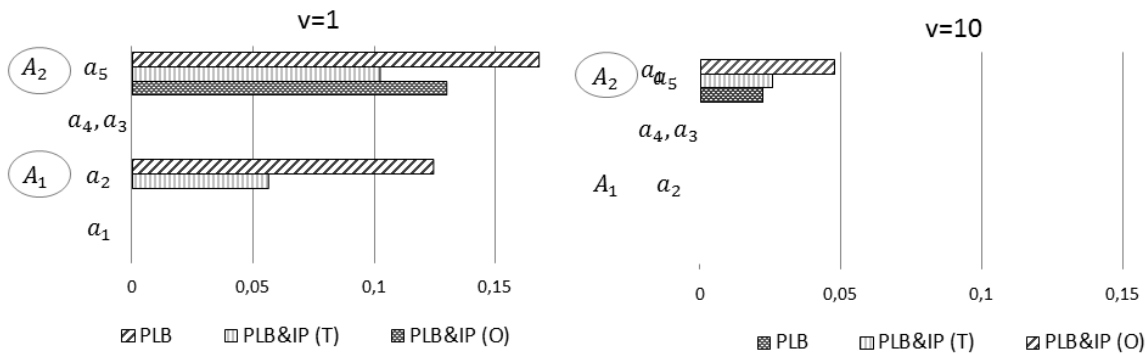 v=1
A₂ a₅
a₄, a₃
A₁ a₂
a₁
0 0,05 0,1 0,15
PLB PLB&IP (T) PLB&IP (O)
v=10
A₂ a₅
a₄, a₃
A₁ a₂
0 0,05 0,1 0,15
PLB PLB&IP (T) PLB&IP (O)